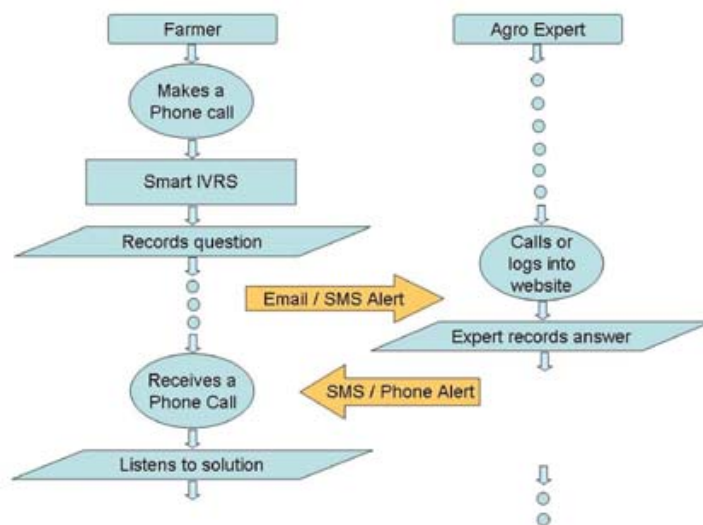 Farmer
Agro Expert
Makes a
Phone call
Smart IVRS
Records question
Calls or
logs into
website
Email / SMS Alert
Expert records answer
Receives a
Phone Call
SMS / Phone Alert
Listens to solution